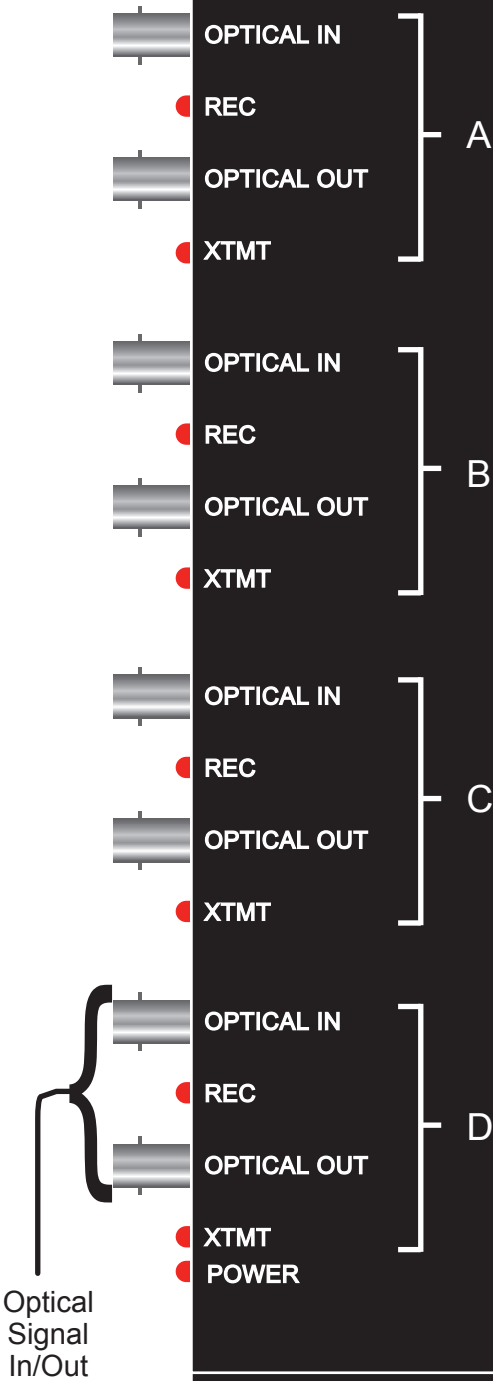 OPTICAL IN
REC
A
OPTICAL OUT
XTMT
OPTICAL IN
REC
B
OPTICAL OUT
XTMT
OPTICAL IN
REC
C
OPTICAL OUT
XTMT
OPTICAL IN
REC
D
OPTICAL OUT
XTMT
POWER
Optical
Signal
In/Out